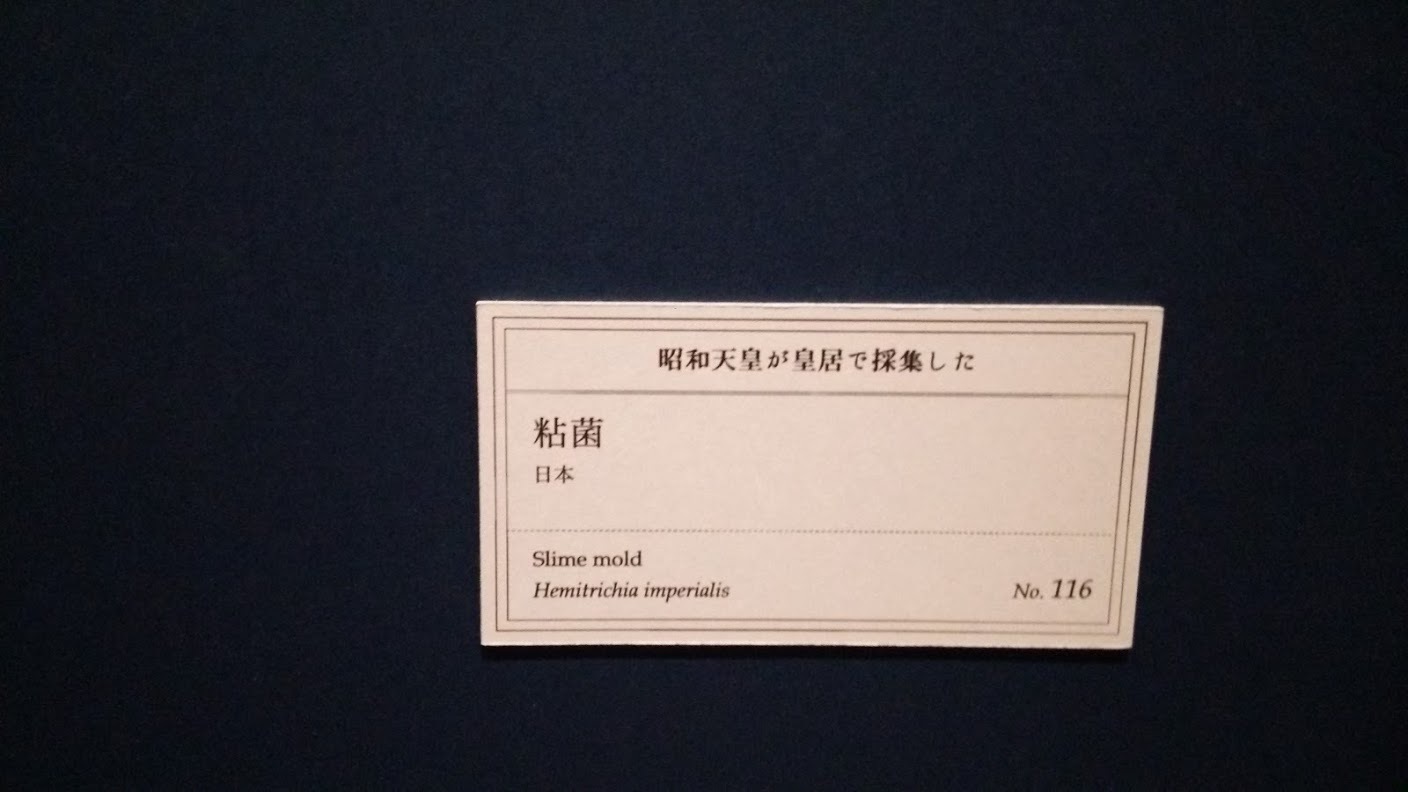 昭和天皇が皇居で採集した
粘菌
日本
Slime mold
Hemitrichia imperialis
No. 116